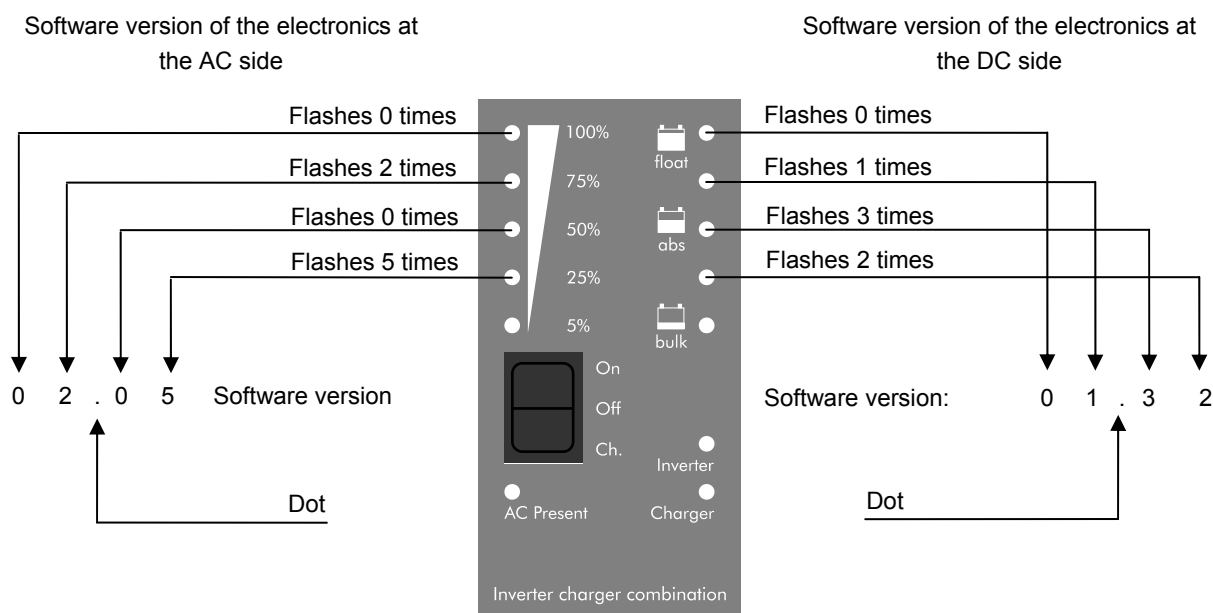 Software version of the electronics at
the AC side
Software version of the electronics at
the DC side
Flashes 0 times
Flashes 2 times
Flashes 0 times
Flashes 5 times
0 2 . 0 5 Software version
Dot
100%
75%
50%
25%
5%
float
abs
bulk
On
Off
Ch.
Inverter
AC Present
Charger
Inverter charger combination
Flashes 0 times
Flashes 1 times
Flashes 3 times
Flashes 2 times
Software version: 0 1 . 3 2
Dot